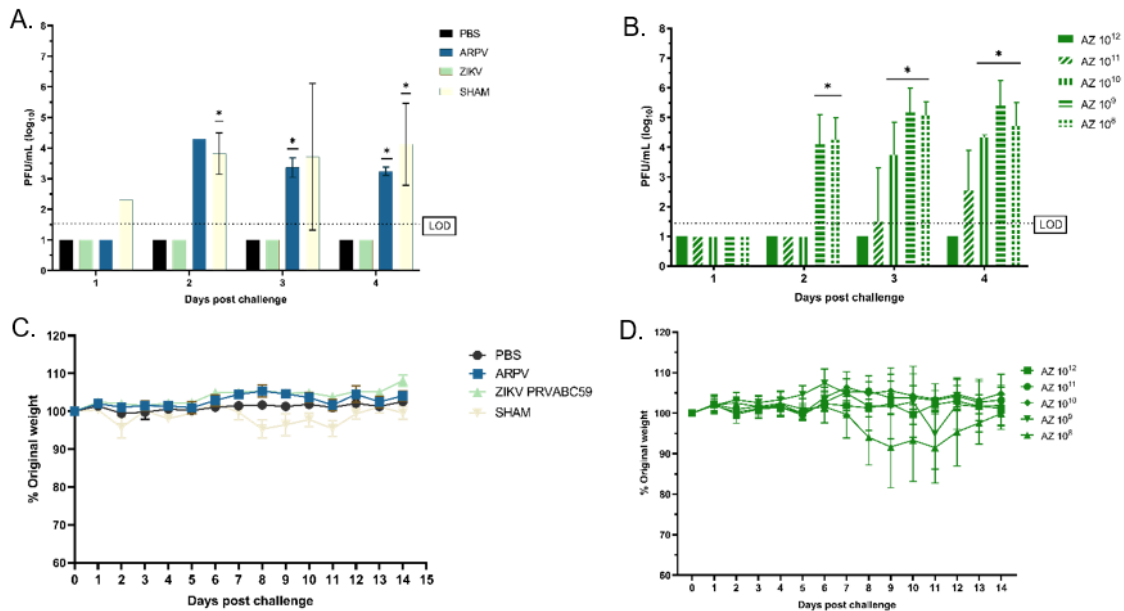 A.
PBS
ARPV
ZIKV
SHAM
PFU/mL (log10)
8
7
6
5
4
3
2
1
0
* * * *
LOD
1 2 3 4
Days post challenge
B.
AZ 10^12
AZ 10^11
AZ 10^10
AZ 10^9
AZ 10^8
PFU/mL (log10)
8
7
6
5
4
3
2
1
0
* * *
LOD
1 2 3 4
Days post challenge
C.
PBS
ARPV
ZIKV PRVABC59
SHAM
% Original weight
120
110
100
90
80
70
60
0 1 2 3 4 5 6 7 8 9 10 11 12 13 14 15
Days post challenge
D.
AZ 10^12
AZ 10^11
AZ 10^10
AZ 10^9
AZ 10^8
% Original weight
120
110
100
90
80
70
60
0 1 2 3 4 5 6 7 8 9 10 11 12 13 14
Days post challenge